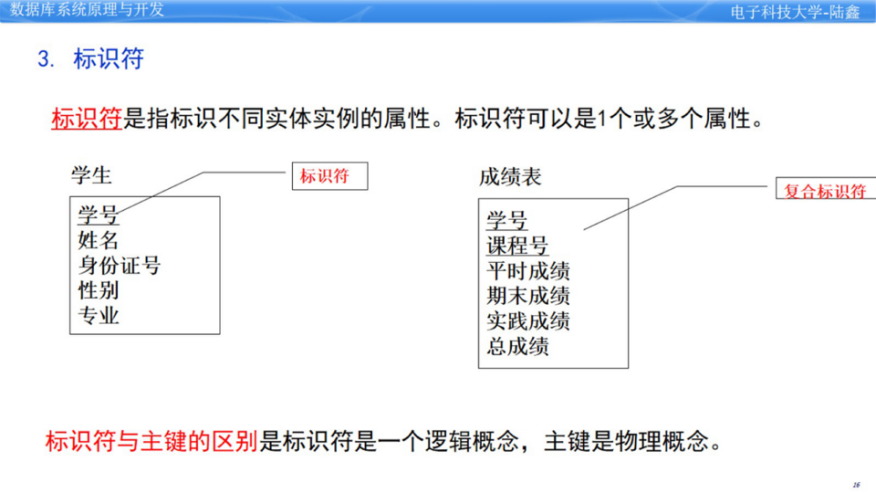 数据库系统原理与开发
电子科技大学-陆鑫
3. 标识符
标识符是指标识不同实体实例的属性。标识符可以是1个或多个属性。
学生
标识符
学号
姓名
身份证号
性别
专业
成绩表
复合标识符
学号
课程号
平时成绩
期末成绩
实践成绩
总成绩
标识符与主键的区别是标识符是一个逻辑概念，主键是物理概念。
16